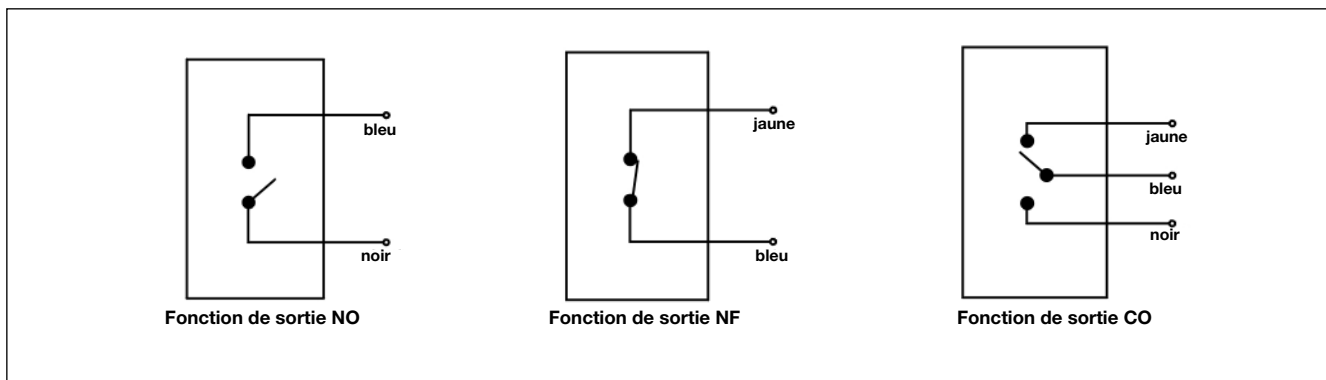 bleu
noir
Fonction de sortie NO
jaune
bleu
Fonction de sortie NF
jaune
bleu
noir
Fonction de sortie CO